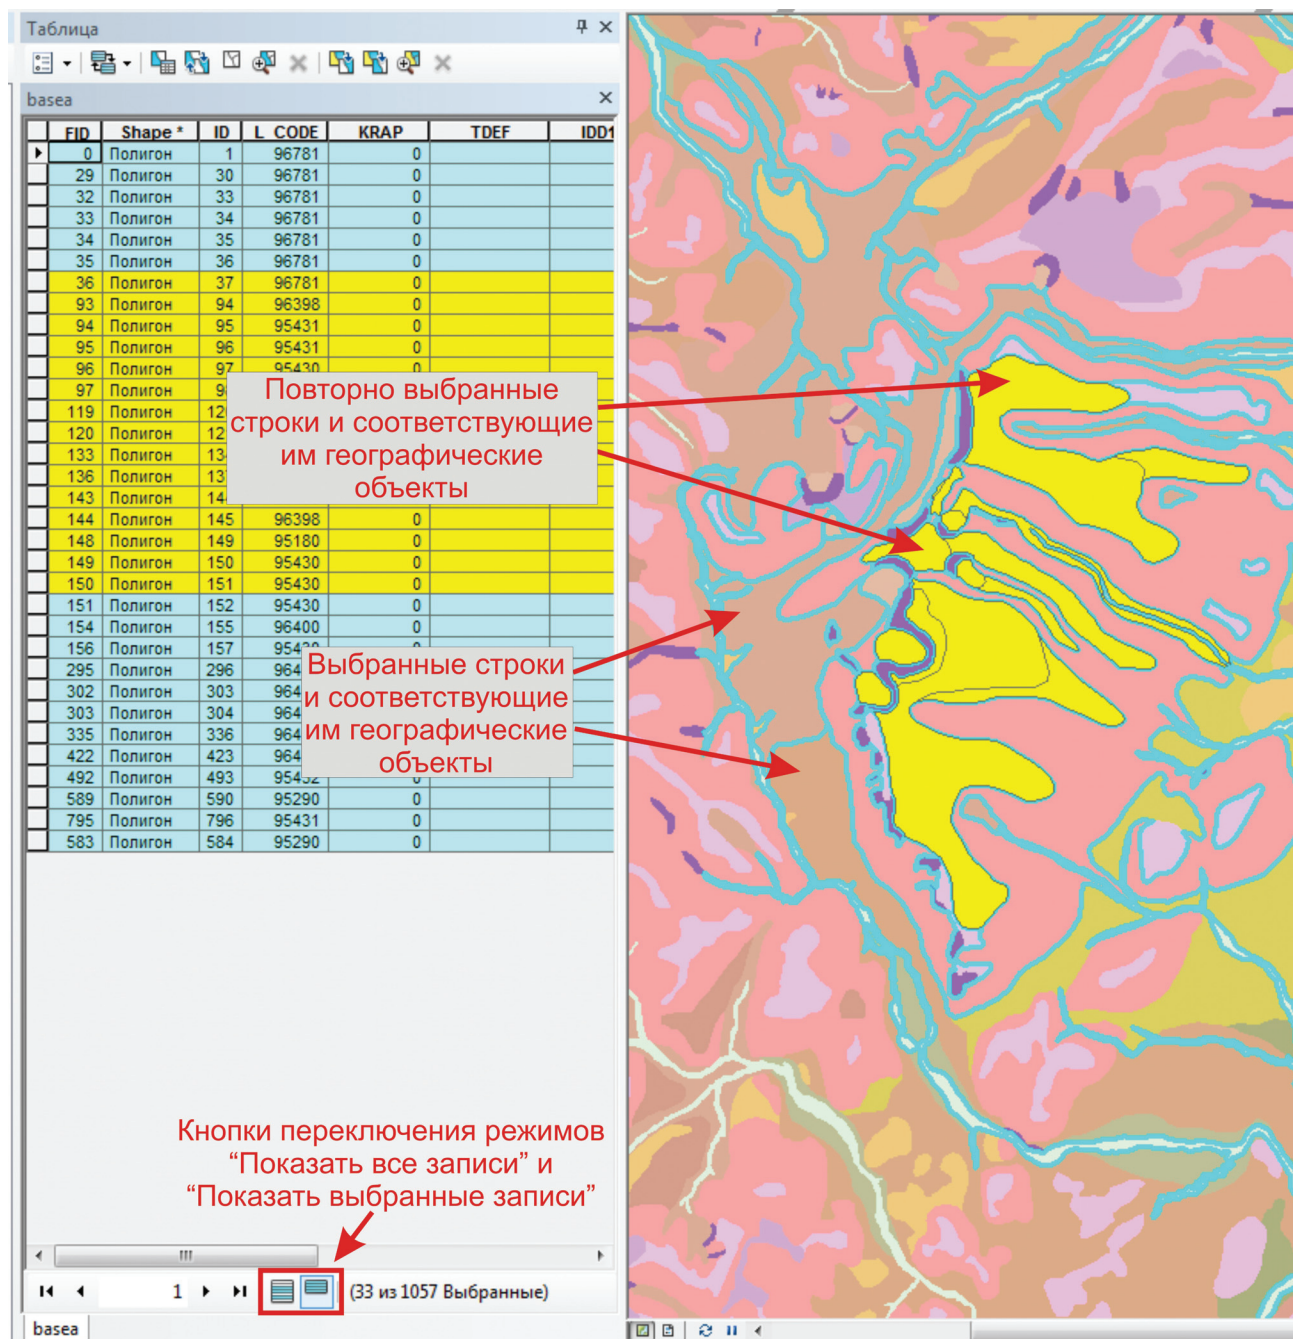 Таблица
basea
FID Shape * ID L_CODE KRAP TDEF IDD1
0 Полигон 1 96781 0
29 Полигон 30 96781 0
32 Полигон 33 96781 0
33 Полигон 34 96781 0
34 Полигон 35 96781 0
35 Полигон 36 96781 0
36 Полигон 37 96781 0
93 Полигон 94 96398 0
94 Полигон 95 95431 0
95 Полигон 96 95431 0
96 Полигон 97 95430 0
97 Полигон
119 Полигон
120 Полигон
133 Полигон
136 Полигон
143 Полигон
144 Полигон 145 96398 0
148 Полигон 149 95180 0
149 Полигон 150 95430 0
150 Полигон 151 95430 0
151 Полигон 152 95430 0
154 Полигон 155 96400 0
156 Полигон 157
295 Полигон 296
302 Полигон 303
303 Полигон 304
335 Полигон 336
422 Полигон 423
492 Полигон 493 95432 0
589 Полигон 590 95290 0
795 Полигон 796 95431 0
583 Полигон 584 95290 0
Повторно выбранные
строки и соответствующие
им географические
объекты
Выбранные строки
и соответствующие
им географические
объекты
Кнопки переключения режимов
“Показать все записи” и
“Показать выбранные записи”
1 (33 из 1057 Выбранные)
basea